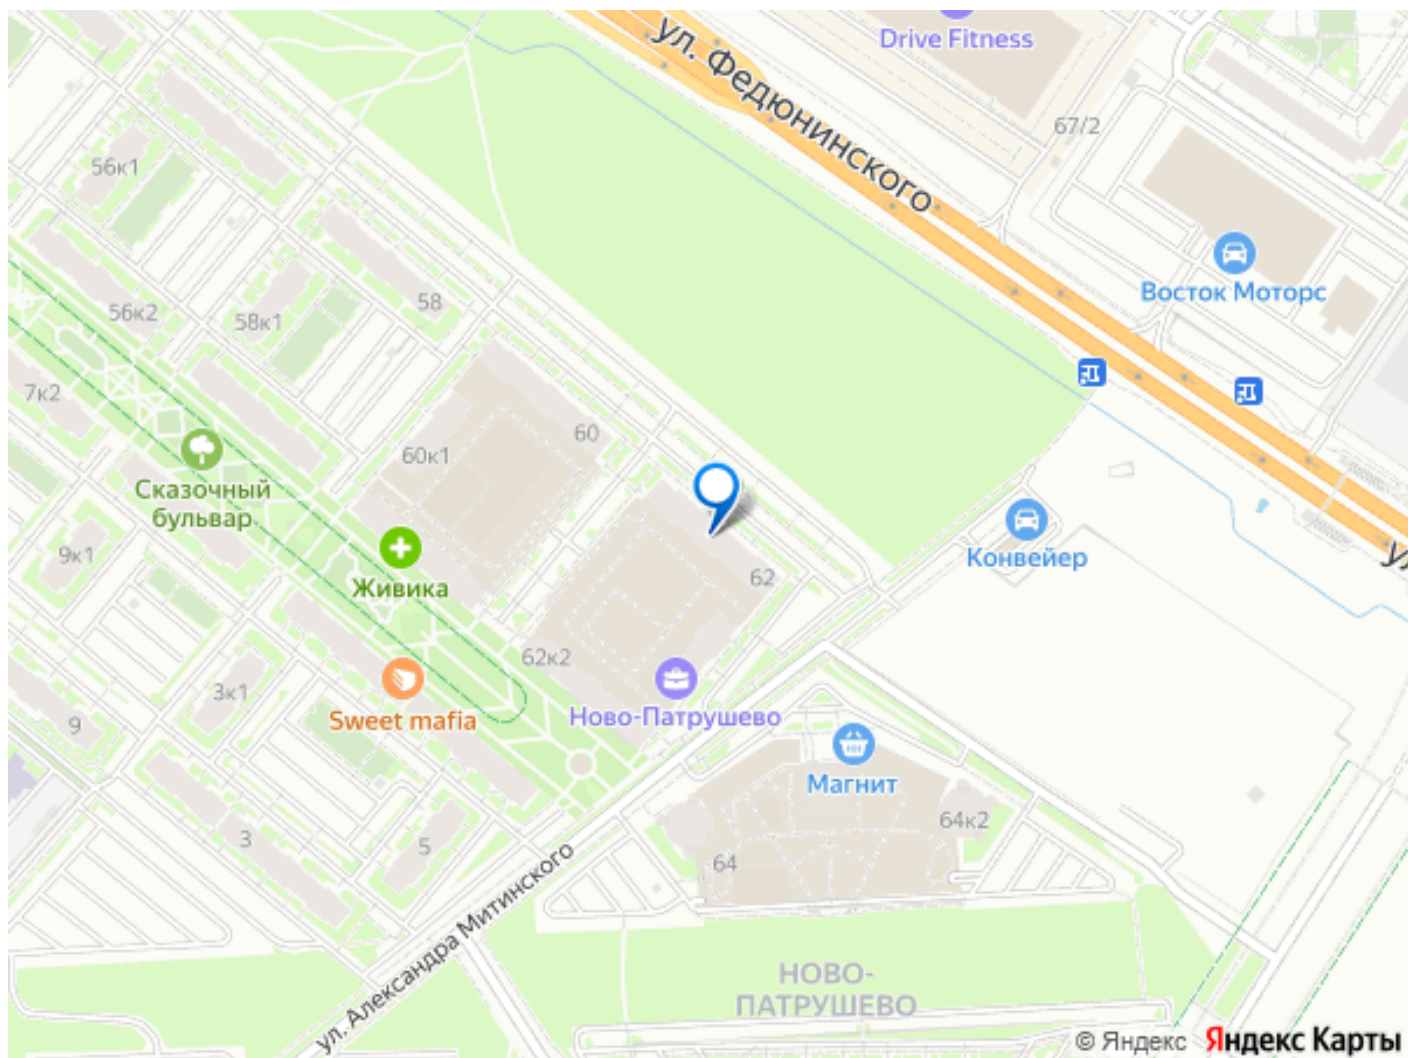 Drive Fitness
ул. Федюнинского
67/2
56к1
Восток Моторс
56к2
58к1
58
7к2
60
60к1
Сказочный
бульвар
9к1
Живика
Конвейер
62
62к2
3к1
9
Sweet mafia
Ново-Патрушево
Магнит
64к2
3
5
64
ул. Александра Митинского
НОВО-
ПАТРУШЕВО
© Яндекс Яндекс Карты